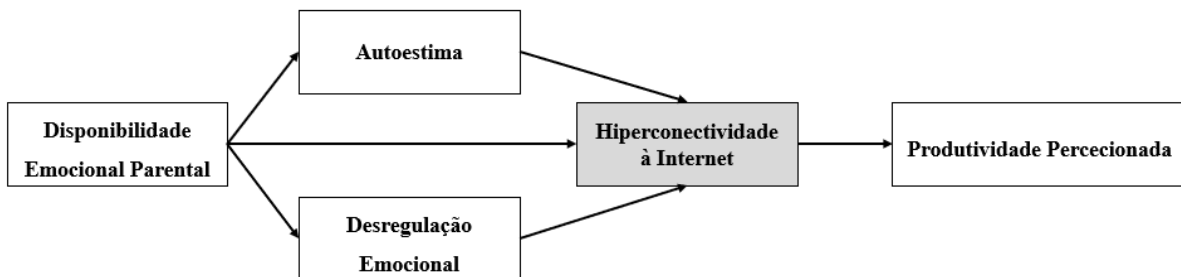 Autoestima
Disponibilidade
Emocional Parental
Hiperconectividade
à Internet
Produtividade Percecionada
Desregulação
Emocional